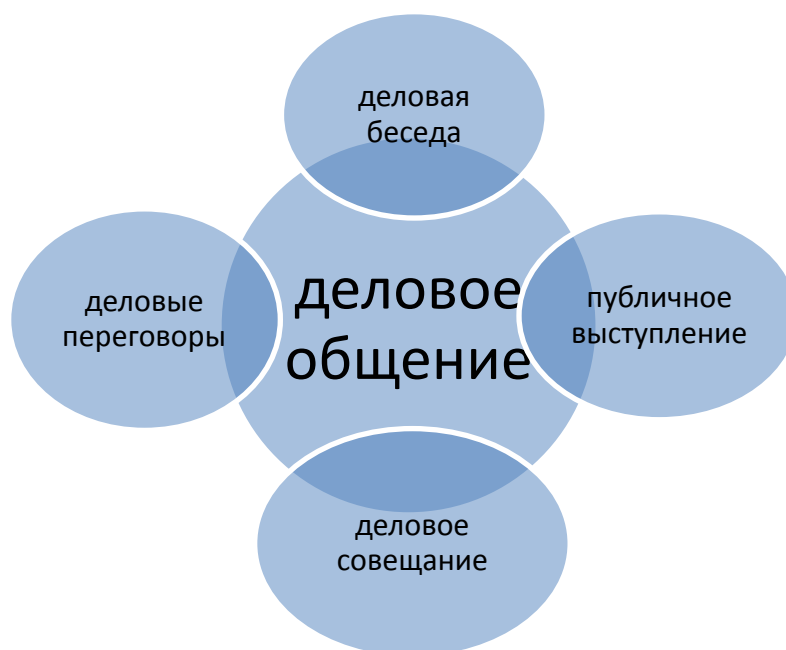 деловая
беседа
деловые
переговоры
деловое
общение
публичное
выступление
деловое
совещание